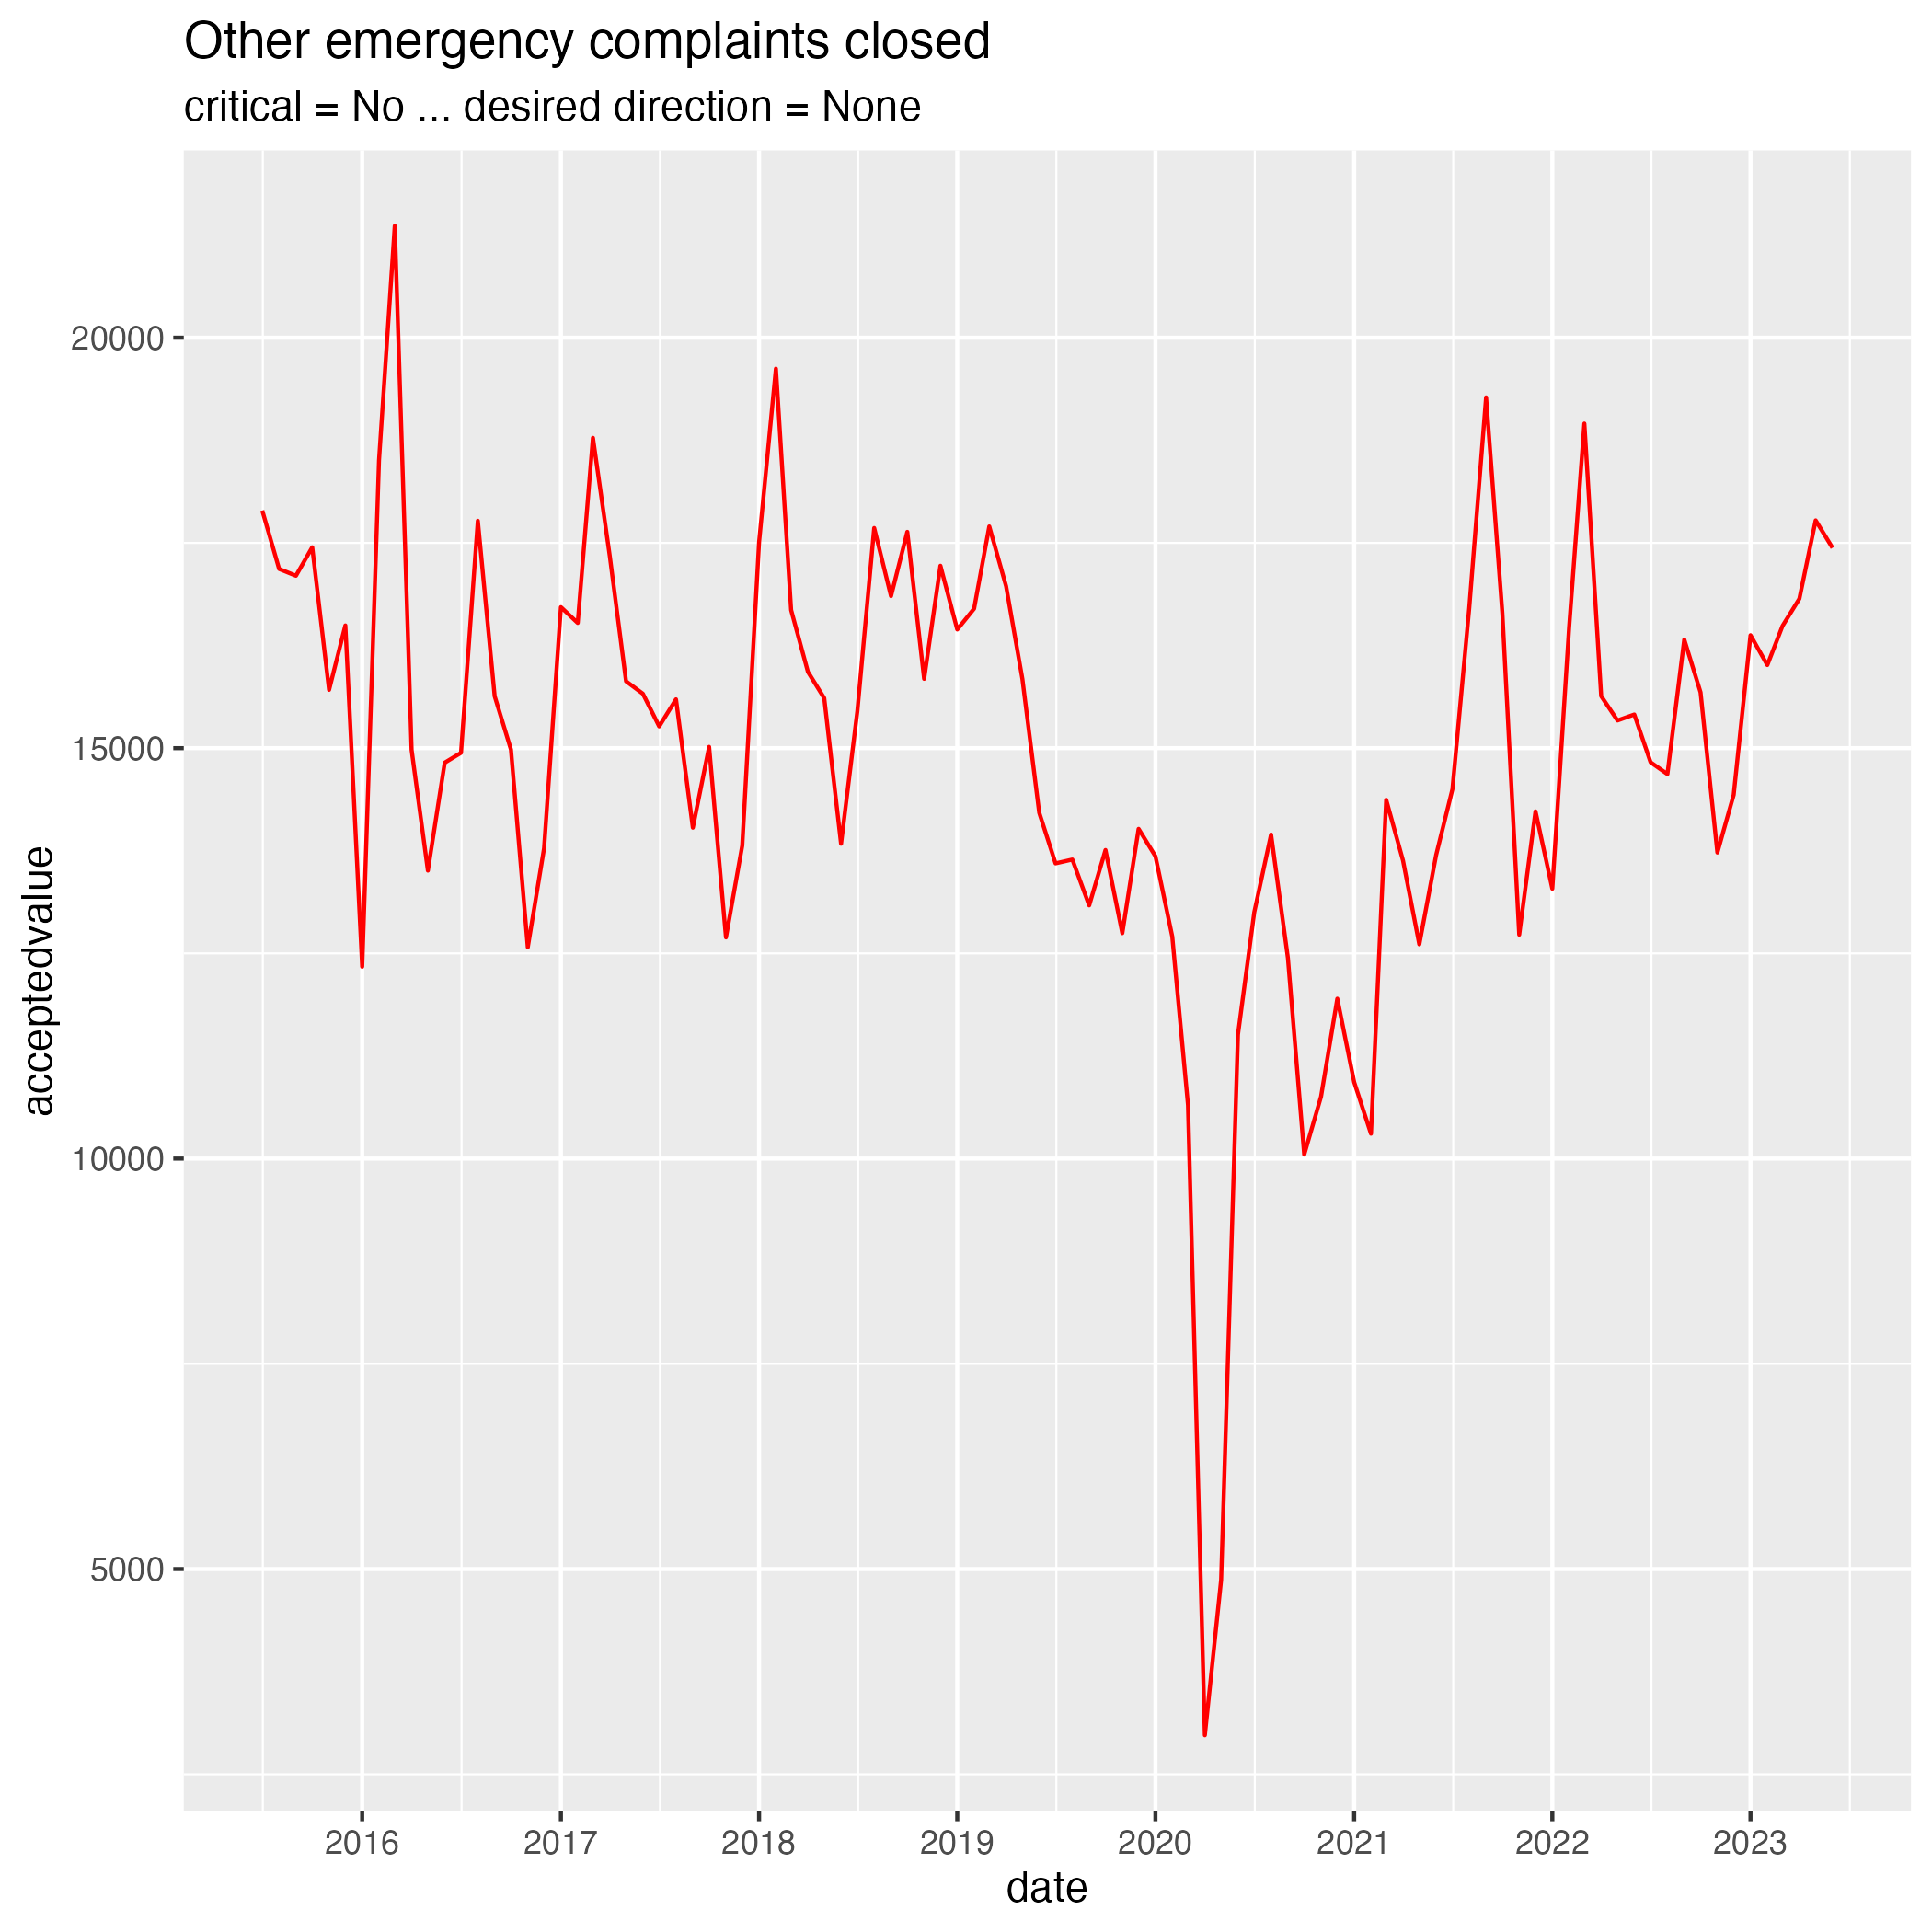 Other emergency complaints closed
critical = No ... desired direction = None
acceptedvalue
20000
15000
10000
5000
2016 2017 2018 2019 2020 2021 2022 2023
date